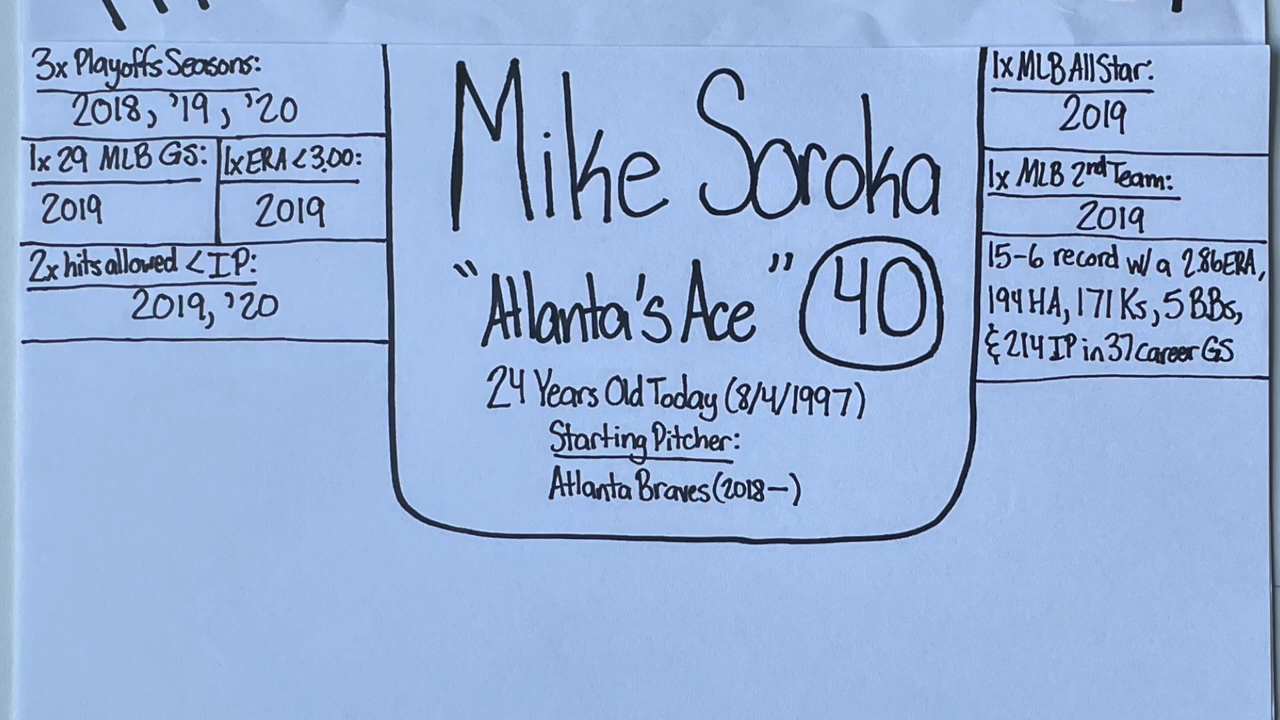 3x Playoffs Seasons:
2018, '19, '20
1x 29 MLB GS:
2019
1x ERA < 3.00:
2019
2x hits allowed < IP:
2019, '20
Mike Soroka
"Atlanta's Ace" 40
24 Years Old Today (8/4/1997)
Starting Pitcher:
Atlanta Braves (2018-)
1x MLB All Star:
2019
1x MLB 2nd Team:
2019
15-6 record w/ a 2.86 ERA,
194 HA, 171 Ks, 5 BBs,
& 214 IP in 37 career GS